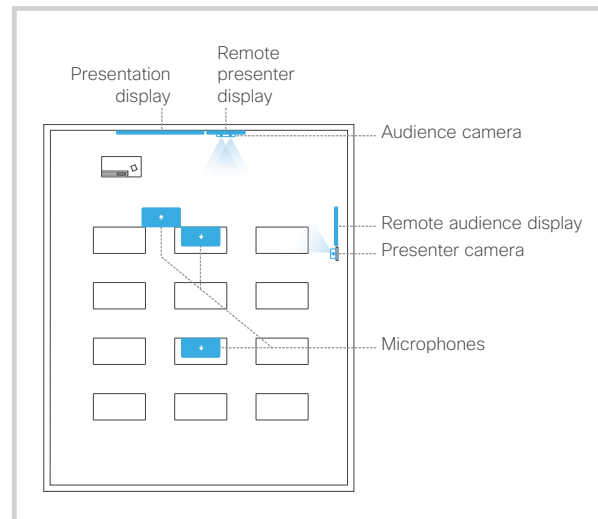 Presentation
display
Remote
presenter
display
Audience camera
Remote audience display
Presenter camera
Microphones